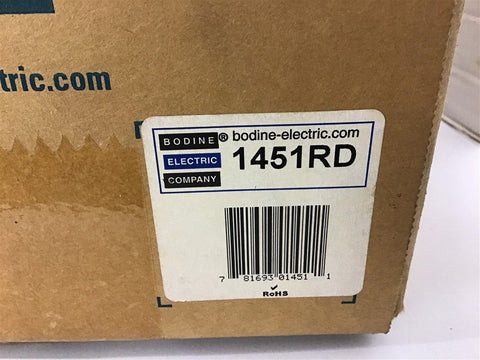 tric.com
BODINE ® bodine-electric.com
ELECTRIC 1451RD
COMPANY
7 81693 01451 1
RoHS